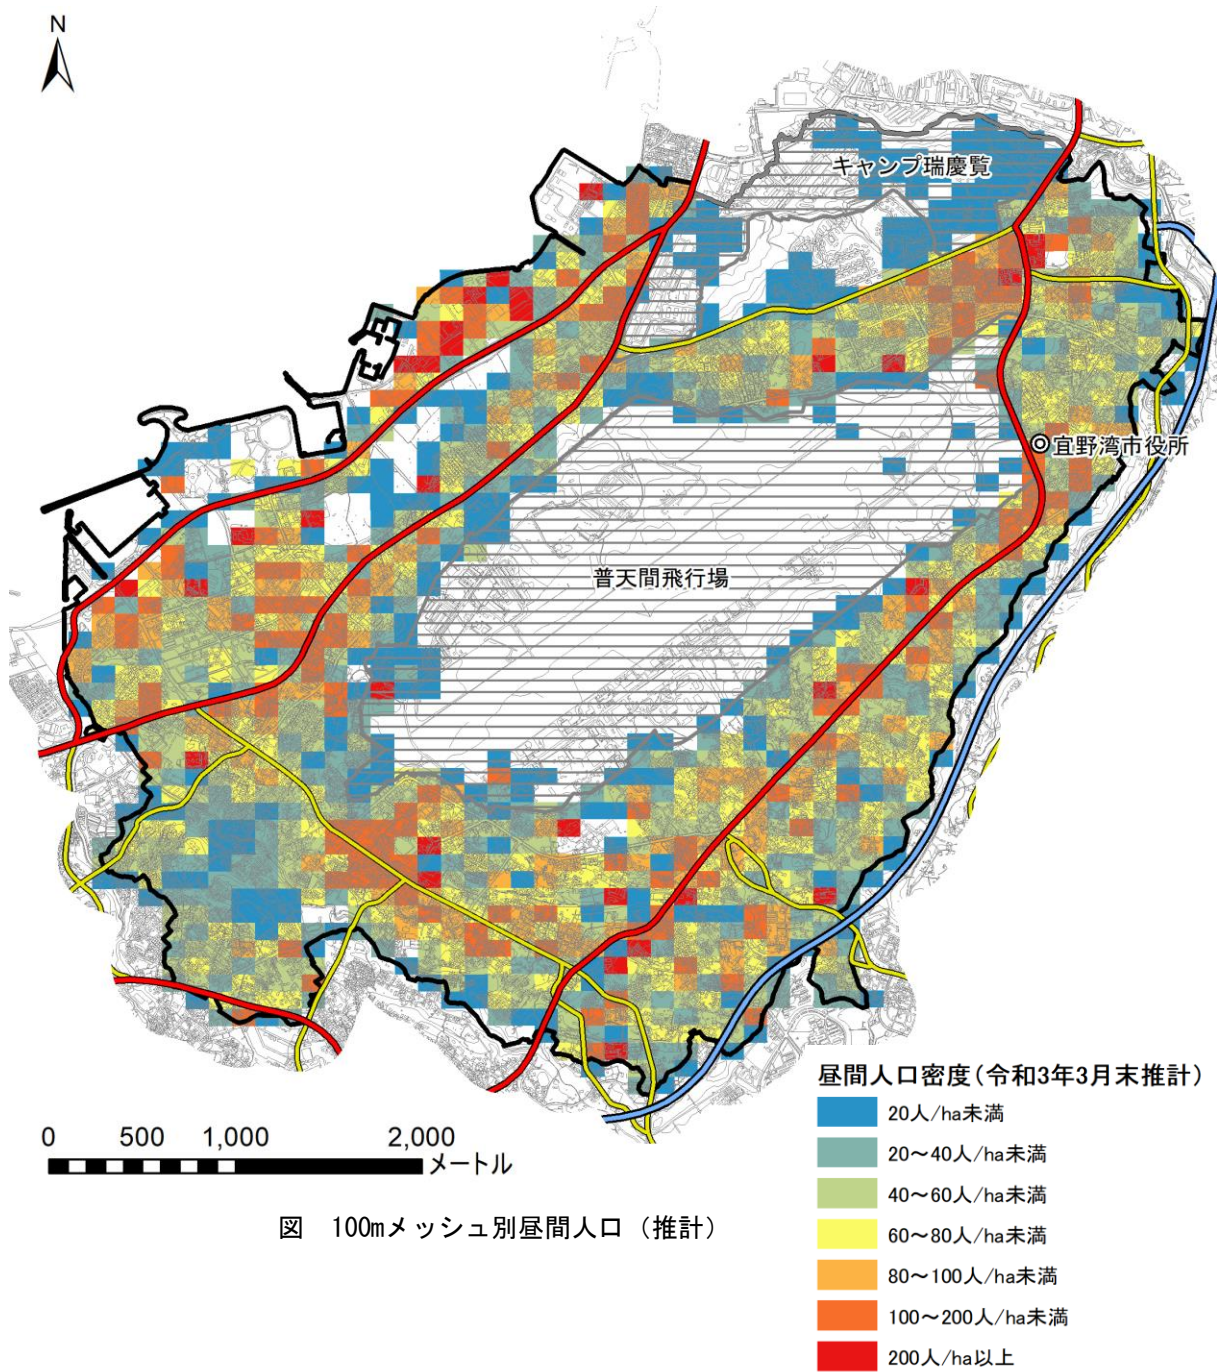 N
キャンプ瑞慶覧
宜野湾市役所
普天間飛行場
昼間人口密度(令和3年3月末推計)
20人/ha未満
20～40人/ha未満
40～60人/ha未満
60～80人/ha未満
80～100人/ha未満
100～200人/ha未満
200人/ha以上
0 500 1,000 2,000
メートル
図 100mメッシュ別昼間人口（推計）